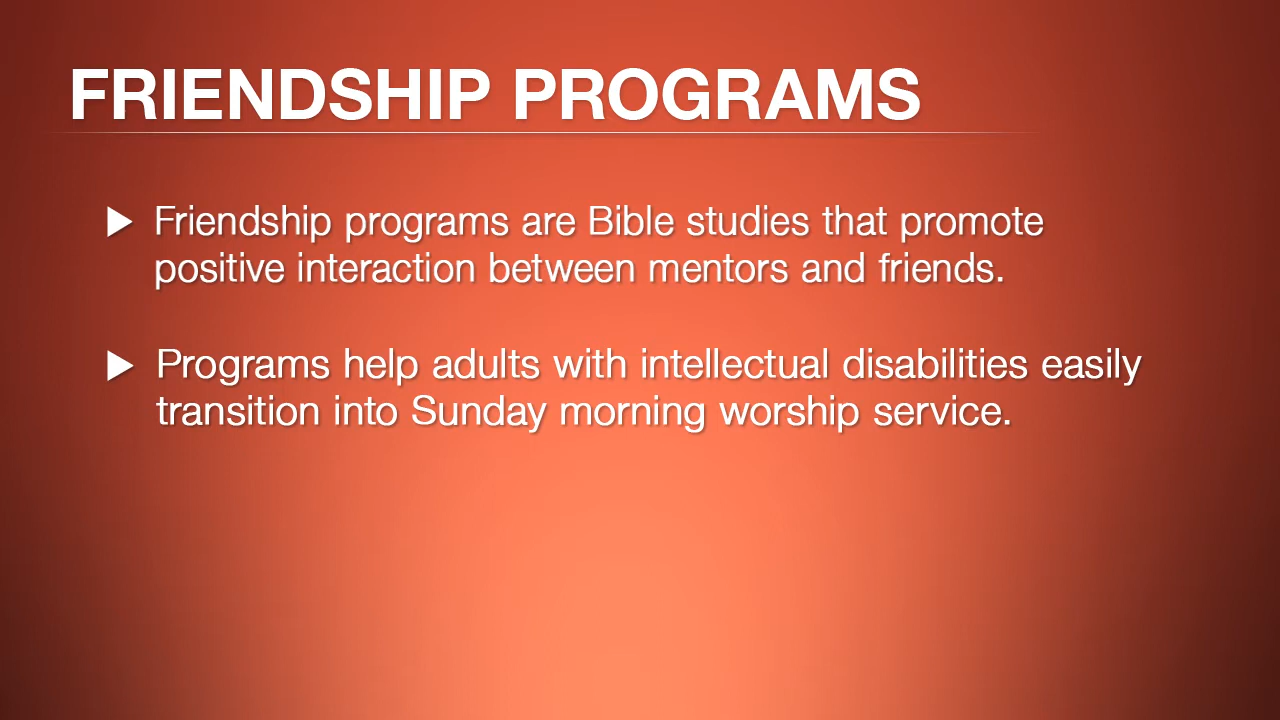 FRIENDSHIP PROGRAMS
Friendship programs are Bible studies that promote
positive interaction between mentors and friends.
Programs help adults with intellectual disabilities easily
transition into Sunday morning worship service.